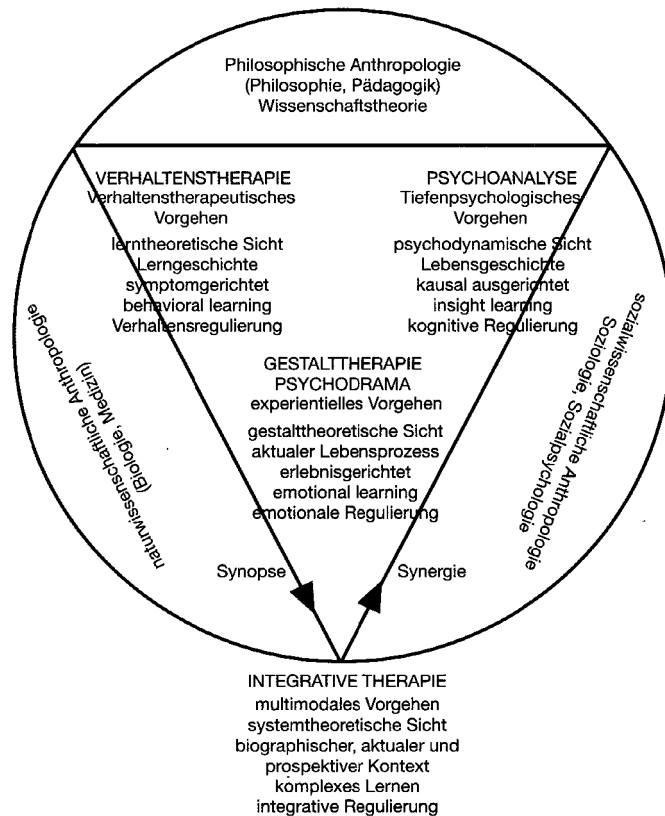 Philosophische Anthropologie
(Philosophie, Pädagogik)
Wissenschaftstheorie
VERHALTENSTHERAPIE
Verhaltenstherapeutisches
Vorgehen
lerntheoretische Sicht
Lerngeschichte
symptomgerichtet
behavioral learning
Verhaltensregulierung
PSYCHOANALYSE
Tiefenpsychologisches
Vorgehen
psychodynamische Sicht
Lebensgeschichte
kausal ausgerichtet
insight learning
kognitive Regulierung
naturwissenschaftliche Anthropologie
(Biologie, Medizin)
sozialwissenschaftliche Anthropologie
Soziologie, Sozialpsychologie
GESTALTTHERAPIE
PSYCHODRAMA
experientielles Vorgehen
gestalttheoretische Sicht
aktualer Lebensprozess
erlebnisgerichtet
emotional learning
emotionale Regulierung
Synopse
Synergie
INTEGRATIVE THERAPIE
multimodales Vorgehen
systemtheoretische Sicht
biographischer, aktualer und
prospektiver Kontext
komplexes Lernen
integrative Regulierung